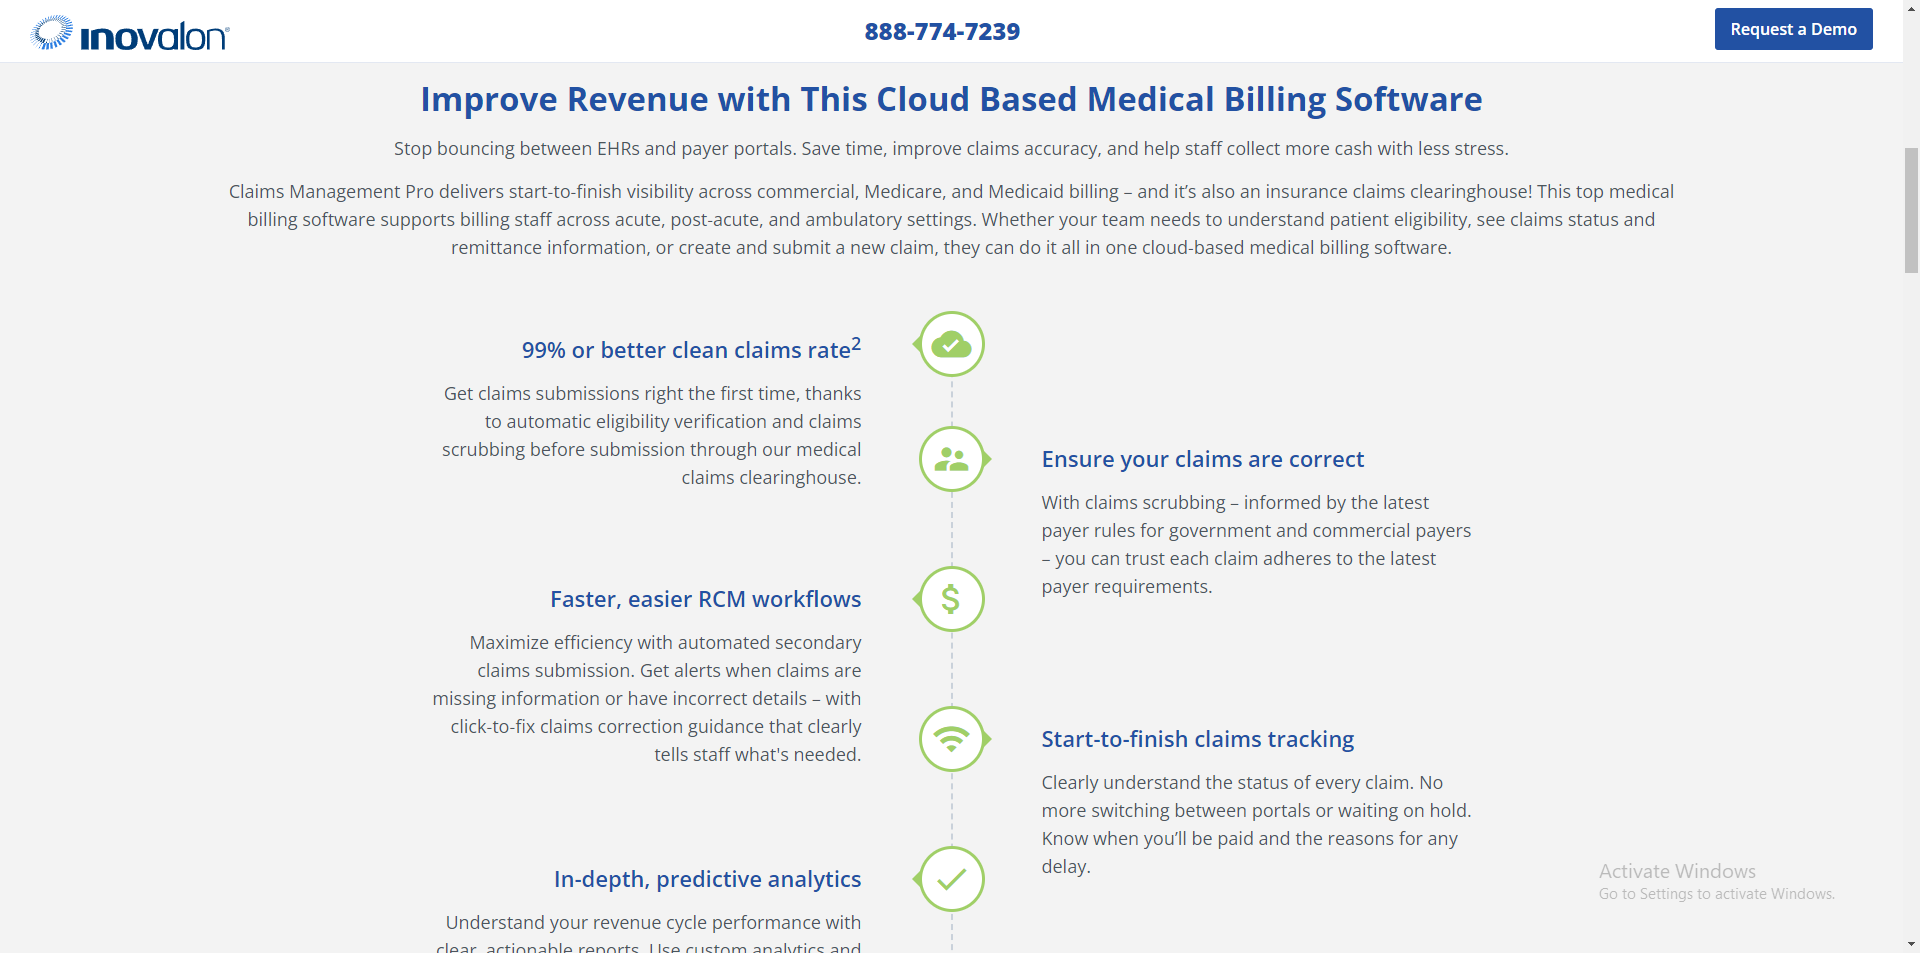 inovalon®
888-774-7239
Request a Demo
Improve Revenue with This Cloud Based Medical Billing Software
Stop bouncing between EHRs and payer portals. Save time, improve claims accuracy, and help staff collect more cash with less stress.
Claims Management Pro delivers start-to-finish visibility across commercial, Medicare, and Medicaid billing – and it’s also an insurance claims clearinghouse! This top medical
billing software supports billing staff across acute, post-acute, and ambulatory settings. Whether your team needs to understand patient eligibility, see claims status and
remittance information, or create and submit a new claim, they can do it all in one cloud-based medical billing software.
99% or better clean claims rate2
Get claims submissions right the first time, thanks
to automatic eligibility verification and claims
scrubbing before submission through our medical
claims clearinghouse.
Ensure your claims are correct
With claims scrubbing – informed by the latest
payer rules for government and commercial payers
– you can trust each claim adheres to the latest
payer requirements.
Faster, easier RCM workflows
Maximize efficiency with automated secondary
claims submission. Get alerts when claims are
missing information or have incorrect details – with
click-to-fix claims correction guidance that clearly
tells staff what's needed.
Start-to-finish claims tracking
Clearly understand the status of every claim. No
more switching between portals or waiting on hold.
Know when you’ll be paid and the reasons for any
delay.
In-depth, predictive analytics
Understand your revenue cycle performance with
clear, actionable reports. Use custom analytics and
Activate Windows
Go to Settings to activate Windows.